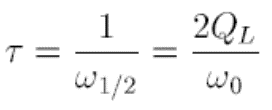 τ = 1/ω_{1/2} = 2Q_L/ω_0